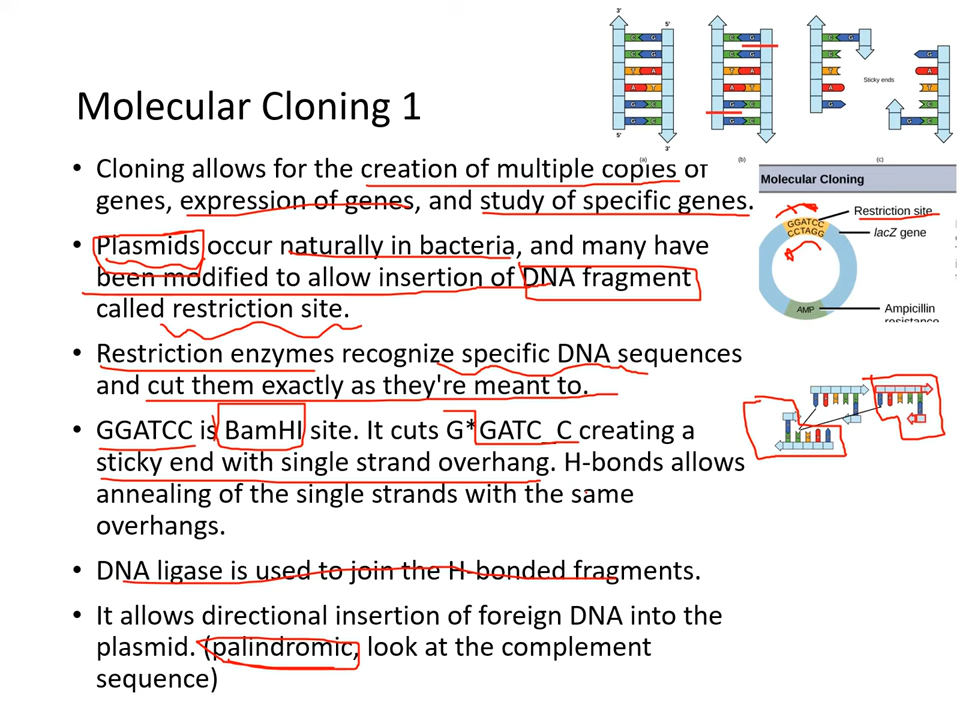 Molecular Cloning 1
• Cloning allows for the creation of multiple copies of
genes, expression of genes, and study of specific genes.
• Plasmids occur naturally in bacteria, and many have
been modified to allow insertion of DNA fragment
called restriction site.
• Restriction enzymes recognize specific DNA sequences
and cut them exactly as they're meant to.
• GGATCC is BamHI site. It cuts G*GATC_C creating a
sticky end with single strand overhang. H-bonds allows
annealing of the single strands with the same
overhangs.
• DNA ligase is used to join the H-bonded fragments.
• It allows directional insertion of foreign DNA into the
plasmid. (palindromic, look at the complement
sequence)
3' 5'
5' 3'
Sticky ends
(a) (b) (c)
Molecular Cloning
Restriction site
GGATCC
CCTAGG
lacZ gene
AMP
Ampicillin
resistance